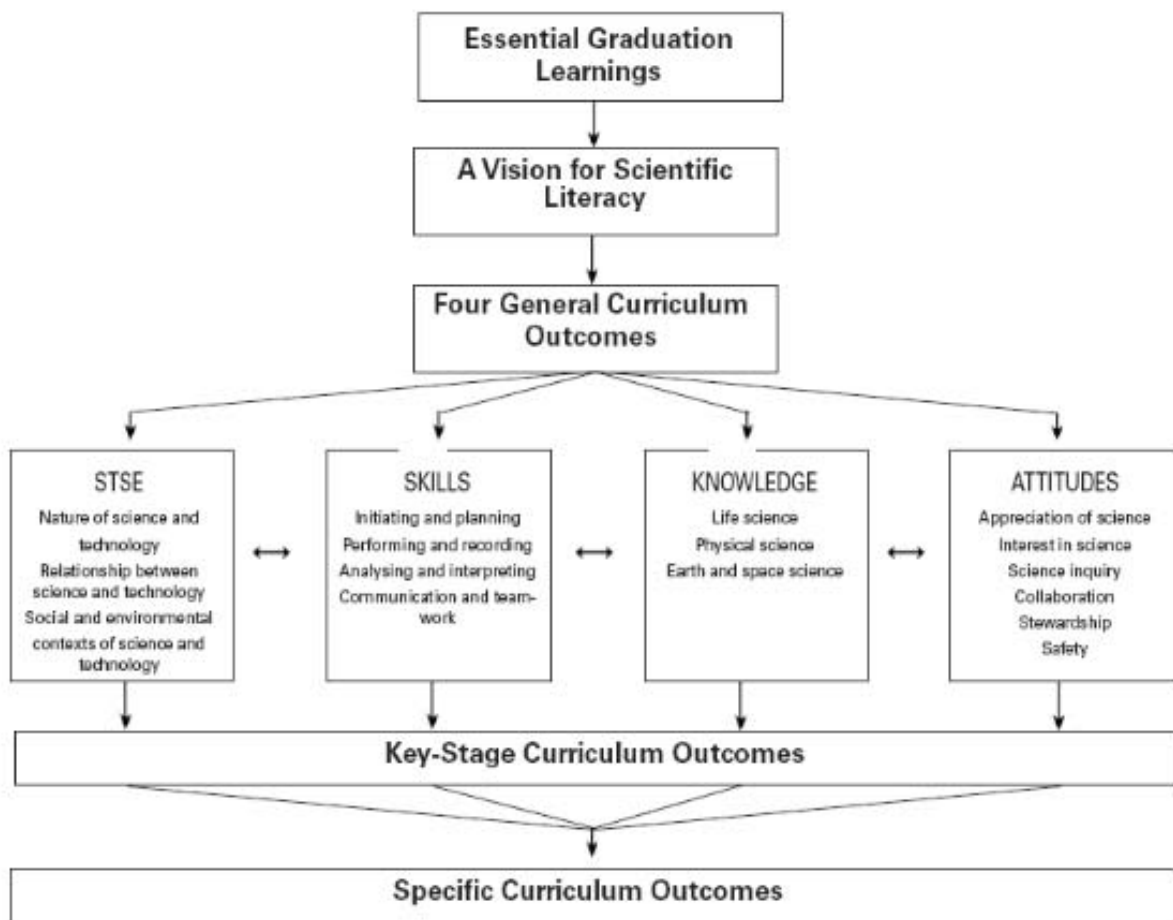 Essential Graduation
Learnings
A Vision for Scientific
Literacy
Four General Curriculum
Outcomes
STSE
Nature of science and
technology
Relationship between
science and technology
Social and environmental
contexts of science and
technology
SKILLS
Initiating and planning
Performing and recording
Analysing and interpreting
Communication and team-
work
KNOWLEDGE
Life science
Physical science
Earth and space science
ATTITUDES
Appreciation of science
Interest in science
Science inquiry
Collaboration
Stewardship
Safety
Key-Stage Curriculum Outcomes
Specific Curriculum Outcomes